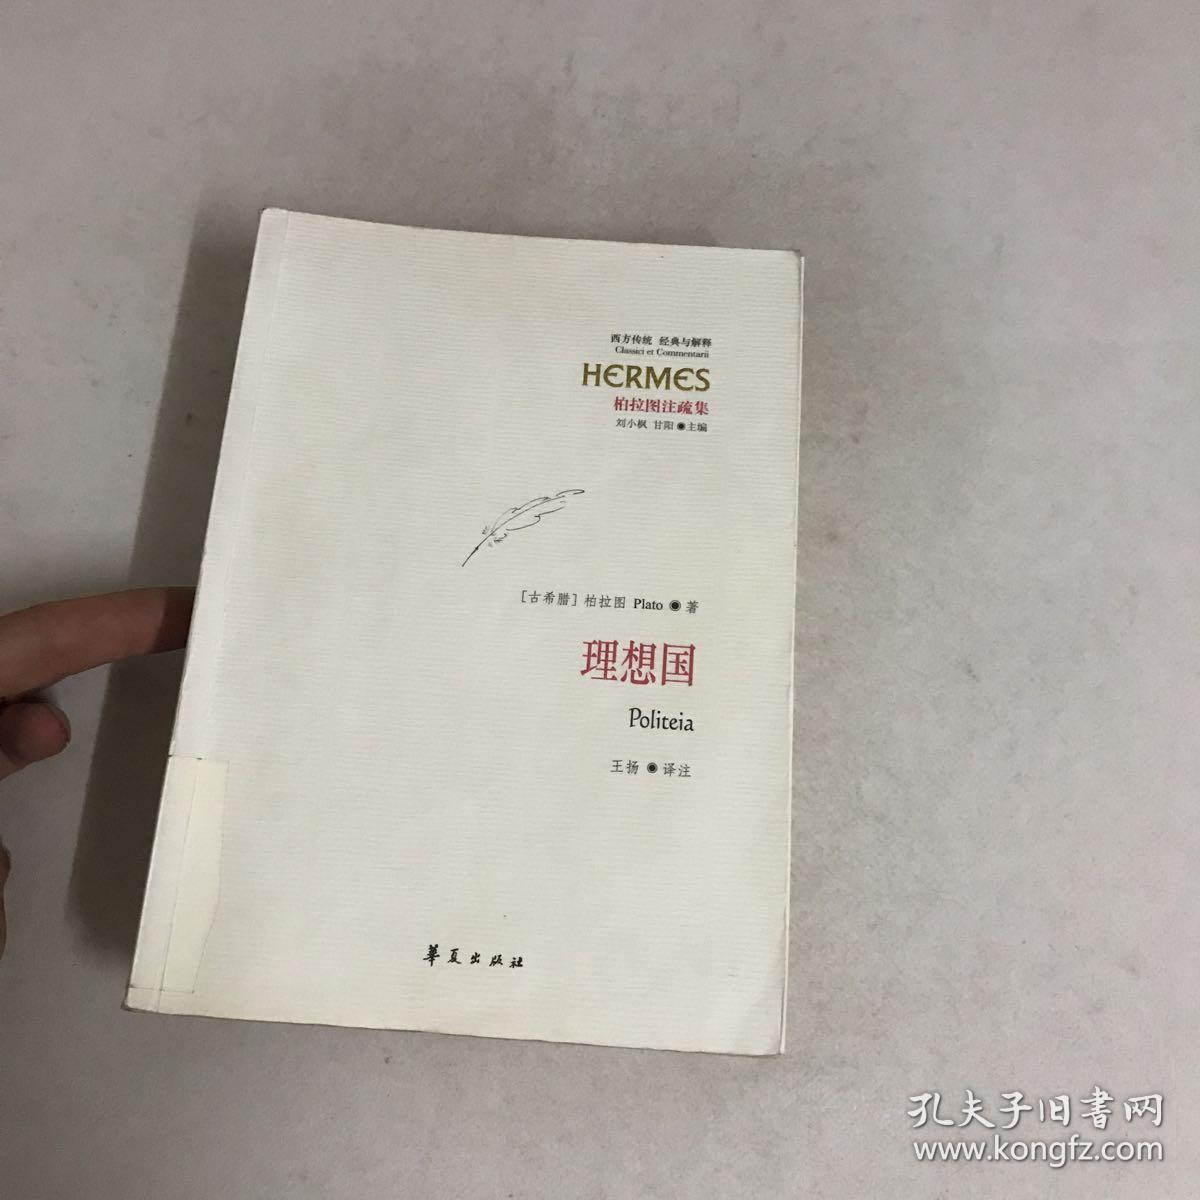 西方传统 经典与解释
Classici et Commentarii
HERMES
柏拉图注疏集
刘小枫 甘阳◉主编
[古希腊] 柏拉图 Plato ◉ 著
理想国
Politeia
王扬 ◉ 译注
華夏出版社
孔夫子旧书网
www.kongfz.com